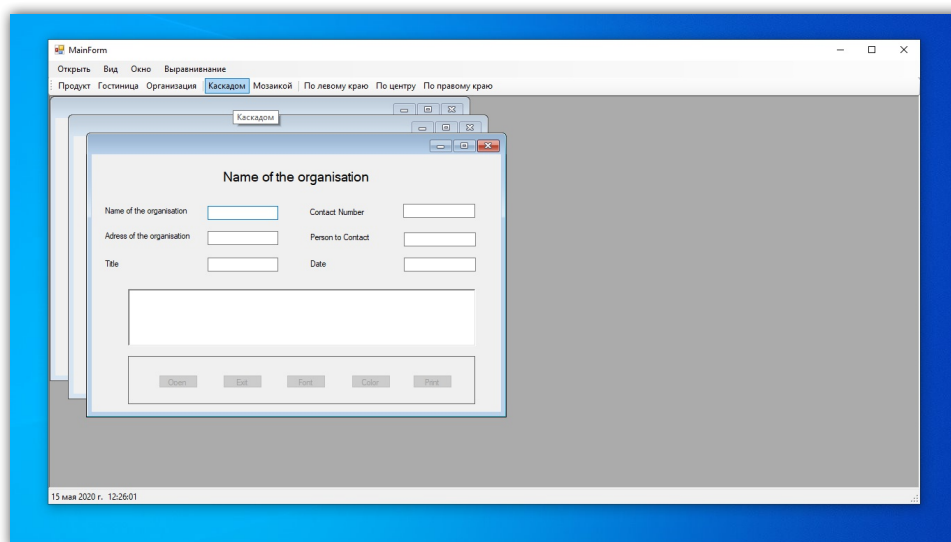 MainForm
Открыть Вид Окно Выравнивнание
Продукт Гостиница Организация Каскадом Мозаикой По левому краю По центру По правому краю
Каскадом
Name of the organisation
Name of the organisation Contact Number
Adress of the organisation Person to Contact
Title Date
Open Exit Font Color Print
15 мая 2020 г. 12:26:01